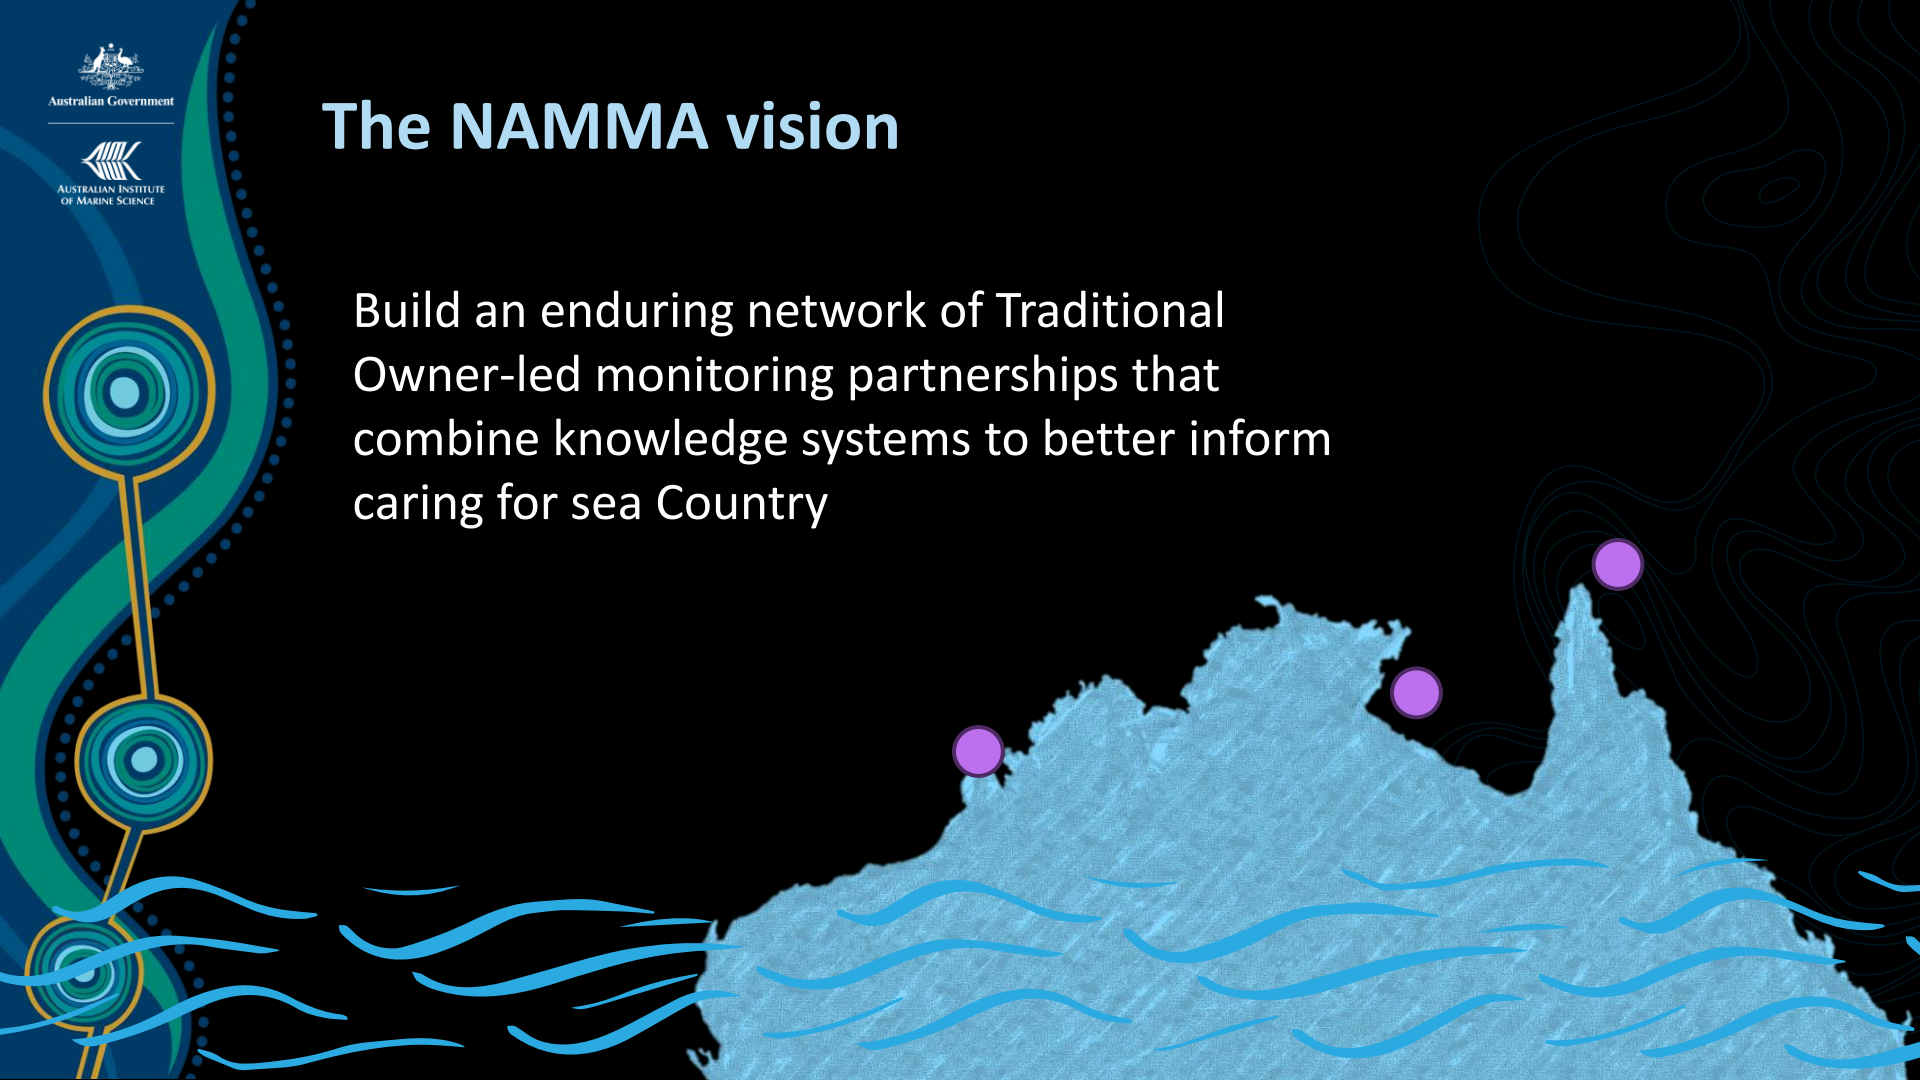 Australian Government
AUSTRALIAN INSTITUTE
OF MARINE SCIENCE
The NAMMA vision
Build an enduring network of Traditional
Owner-led monitoring partnerships that
combine knowledge systems to better inform
caring for sea Country